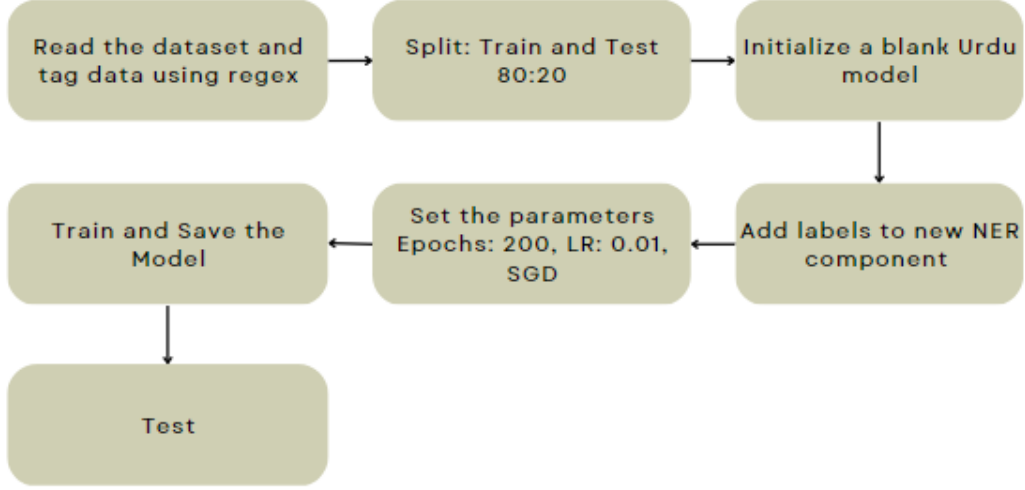 Read the dataset and
tag data using regex
Split: Train and Test
80:20
Initialize a blank Urdu
model
Add labels to new NER
component
Set the parameters
Epochs: 200, LR: 0.01,
SGD
Train and Save the
Model
Test